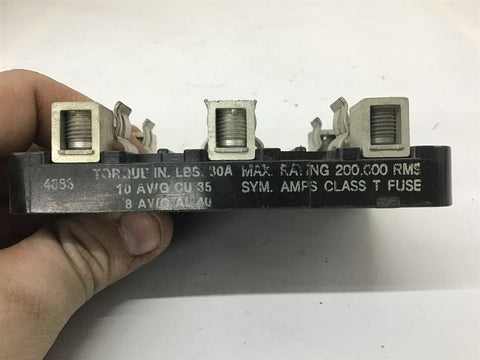 4853
TORQUE IN. LBS. 30A
10 AWG CU 35
8 AWG AL 40
MAX. RATING 200,000 RMS
SYM. AMPS CLASS T FUSE